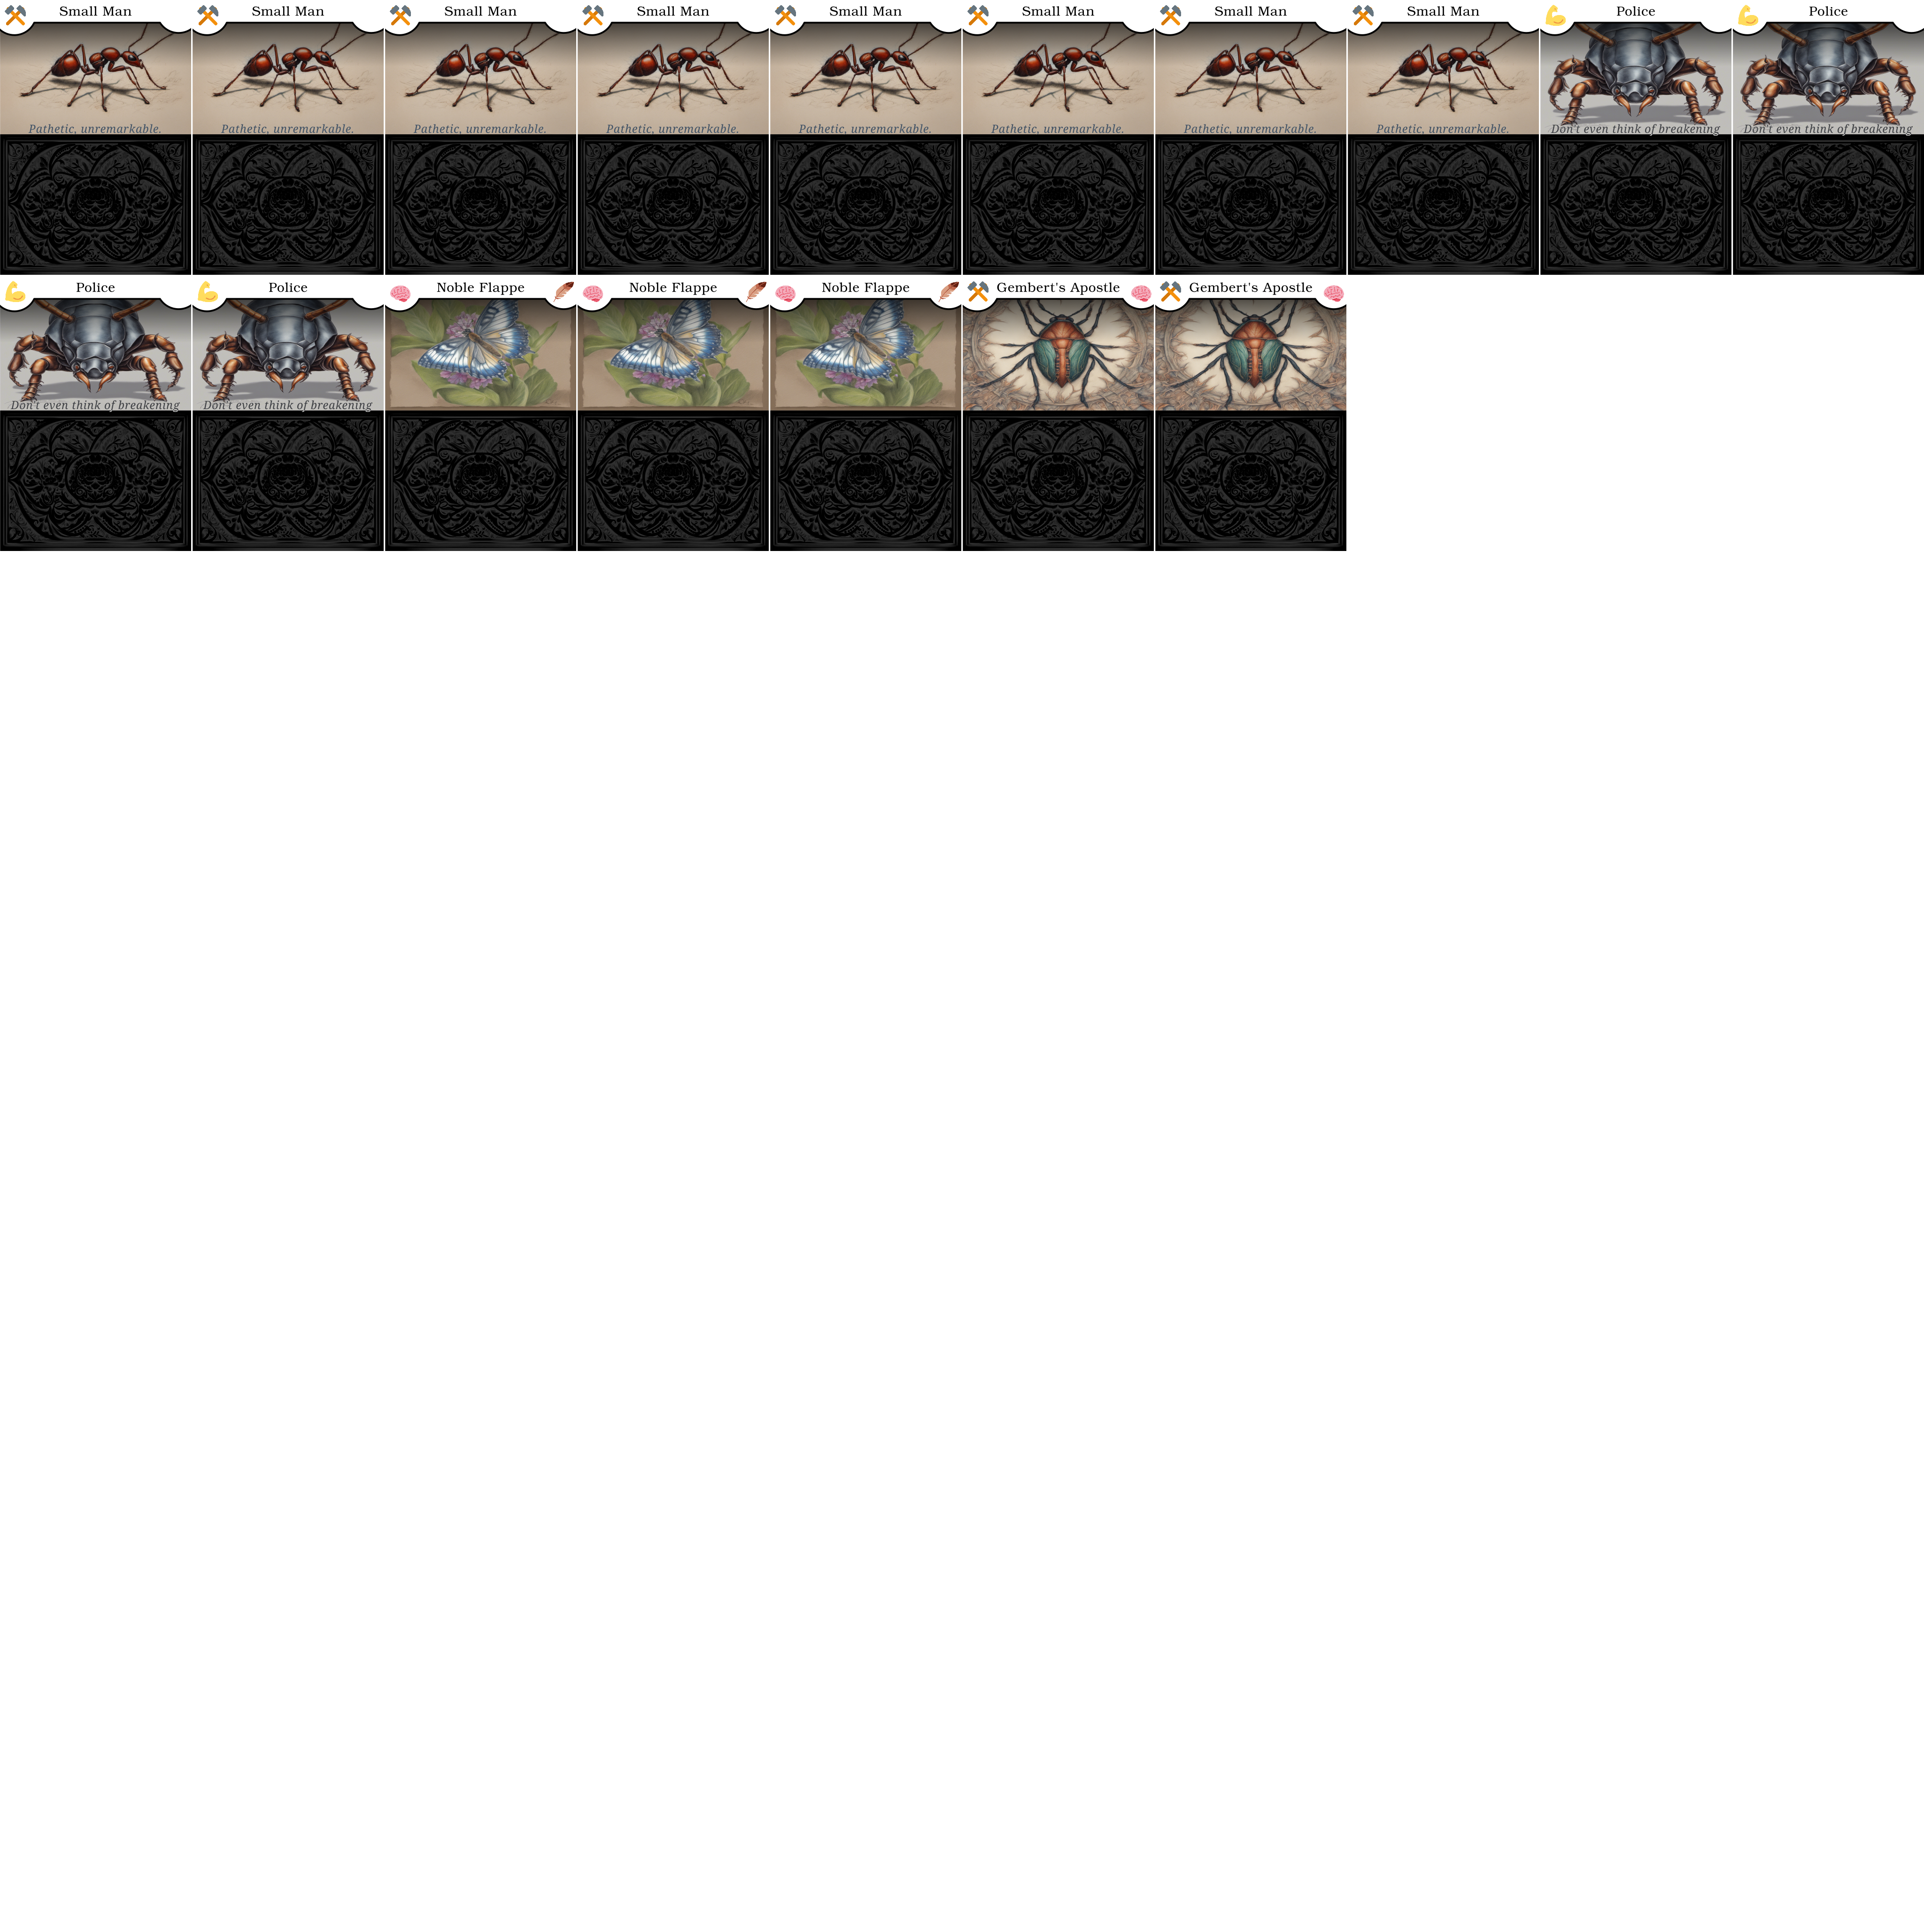 Small Man
Small Man
Small Man
Small Man
Small Man
Small Man
Small Man
Small Man
Police
Police
Pathetic, unremarkable.
Pathetic, unremarkable.
Pathetic, unremarkable.
Pathetic, unremarkable.
Pathetic, unremarkable.
Pathetic, unremarkable.
Pathetic, unremarkable.
Pathetic, unremarkable.
Don't even think of breakening
Don't even think of breakening
Police
Police
Noble Flappe
Noble Flappe
Noble Flappe
Gembert's Apostle
Gembert's Apostle
Don't even think of breakening
Don't even think of breakening